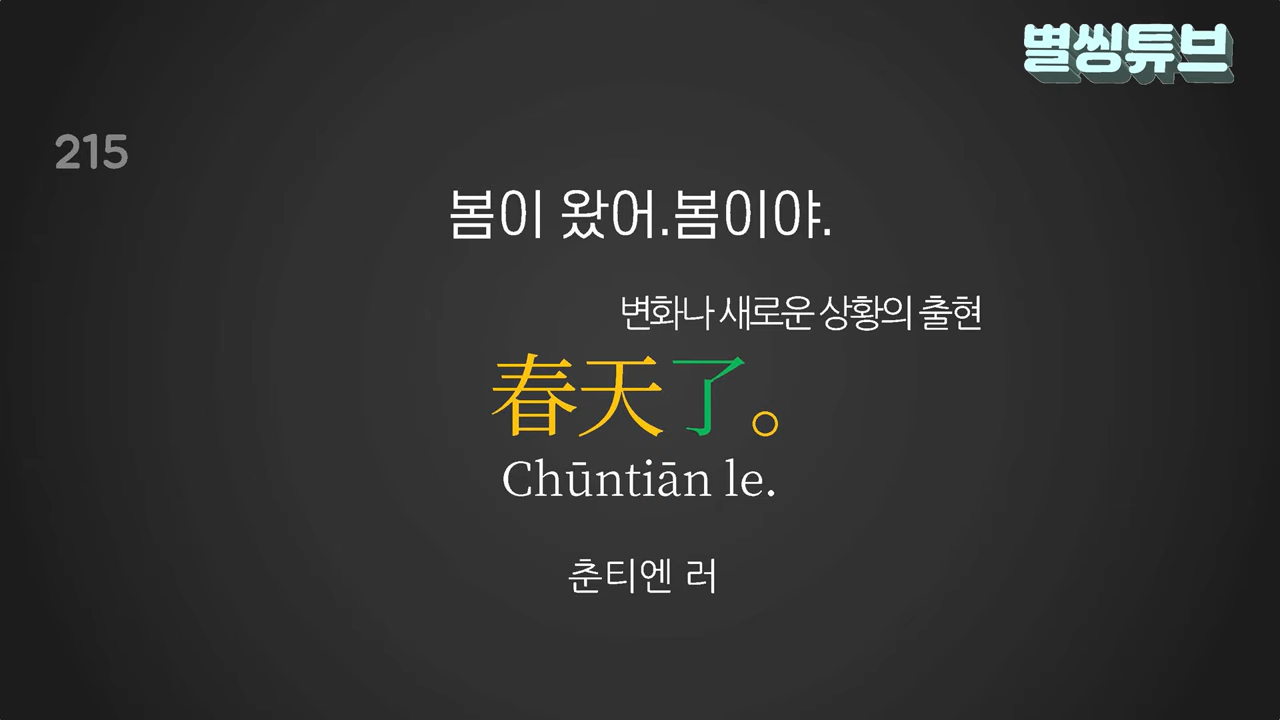 별씽튜브
215
봄이 왔어.봄이야.
변화나 새로운 상황의 출현
春天了。
Chūntiān le.
춘티엔 러